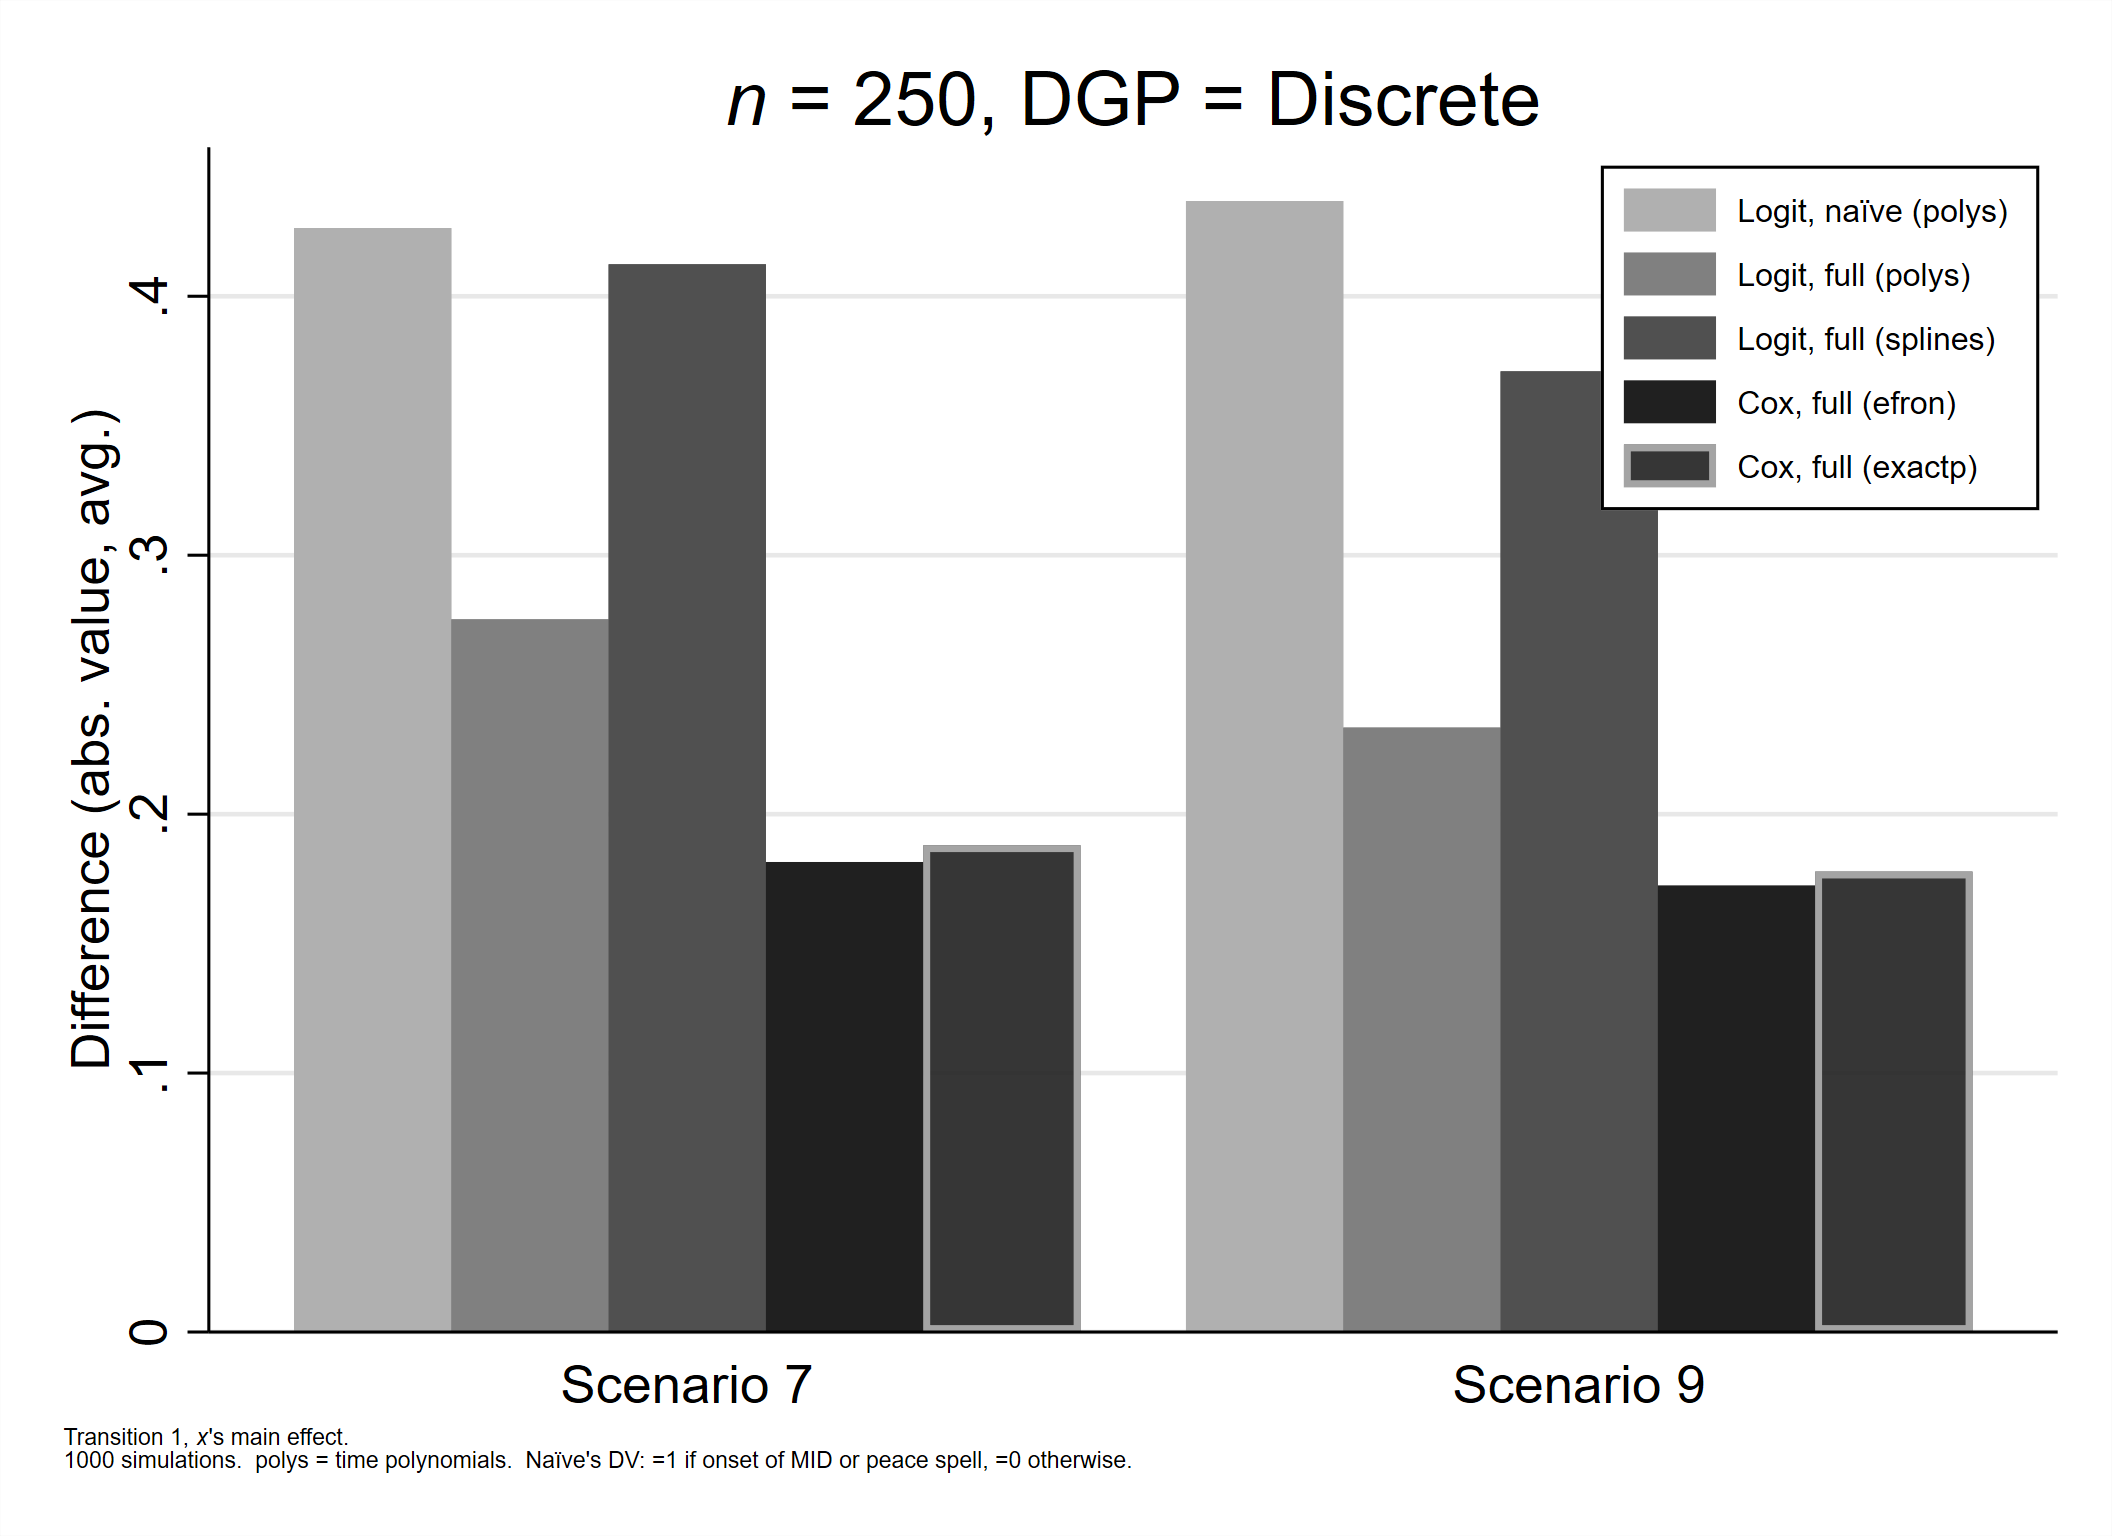 n = 250, DGP = Discrete
Difference (abs. value, avg.)
.4
.3
.2
.1
0
Logit, naïve (polys)
Logit, full (polys)
Logit, full (splines)
Cox, full (efron)
Cox, full (exactp)
Scenario 7
Scenario 9
Transition 1, x's main effect.
1000 simulations.  polys = time polynomials.  Naïve's DV: =1 if onset of MID or peace spell, =0 otherwise.